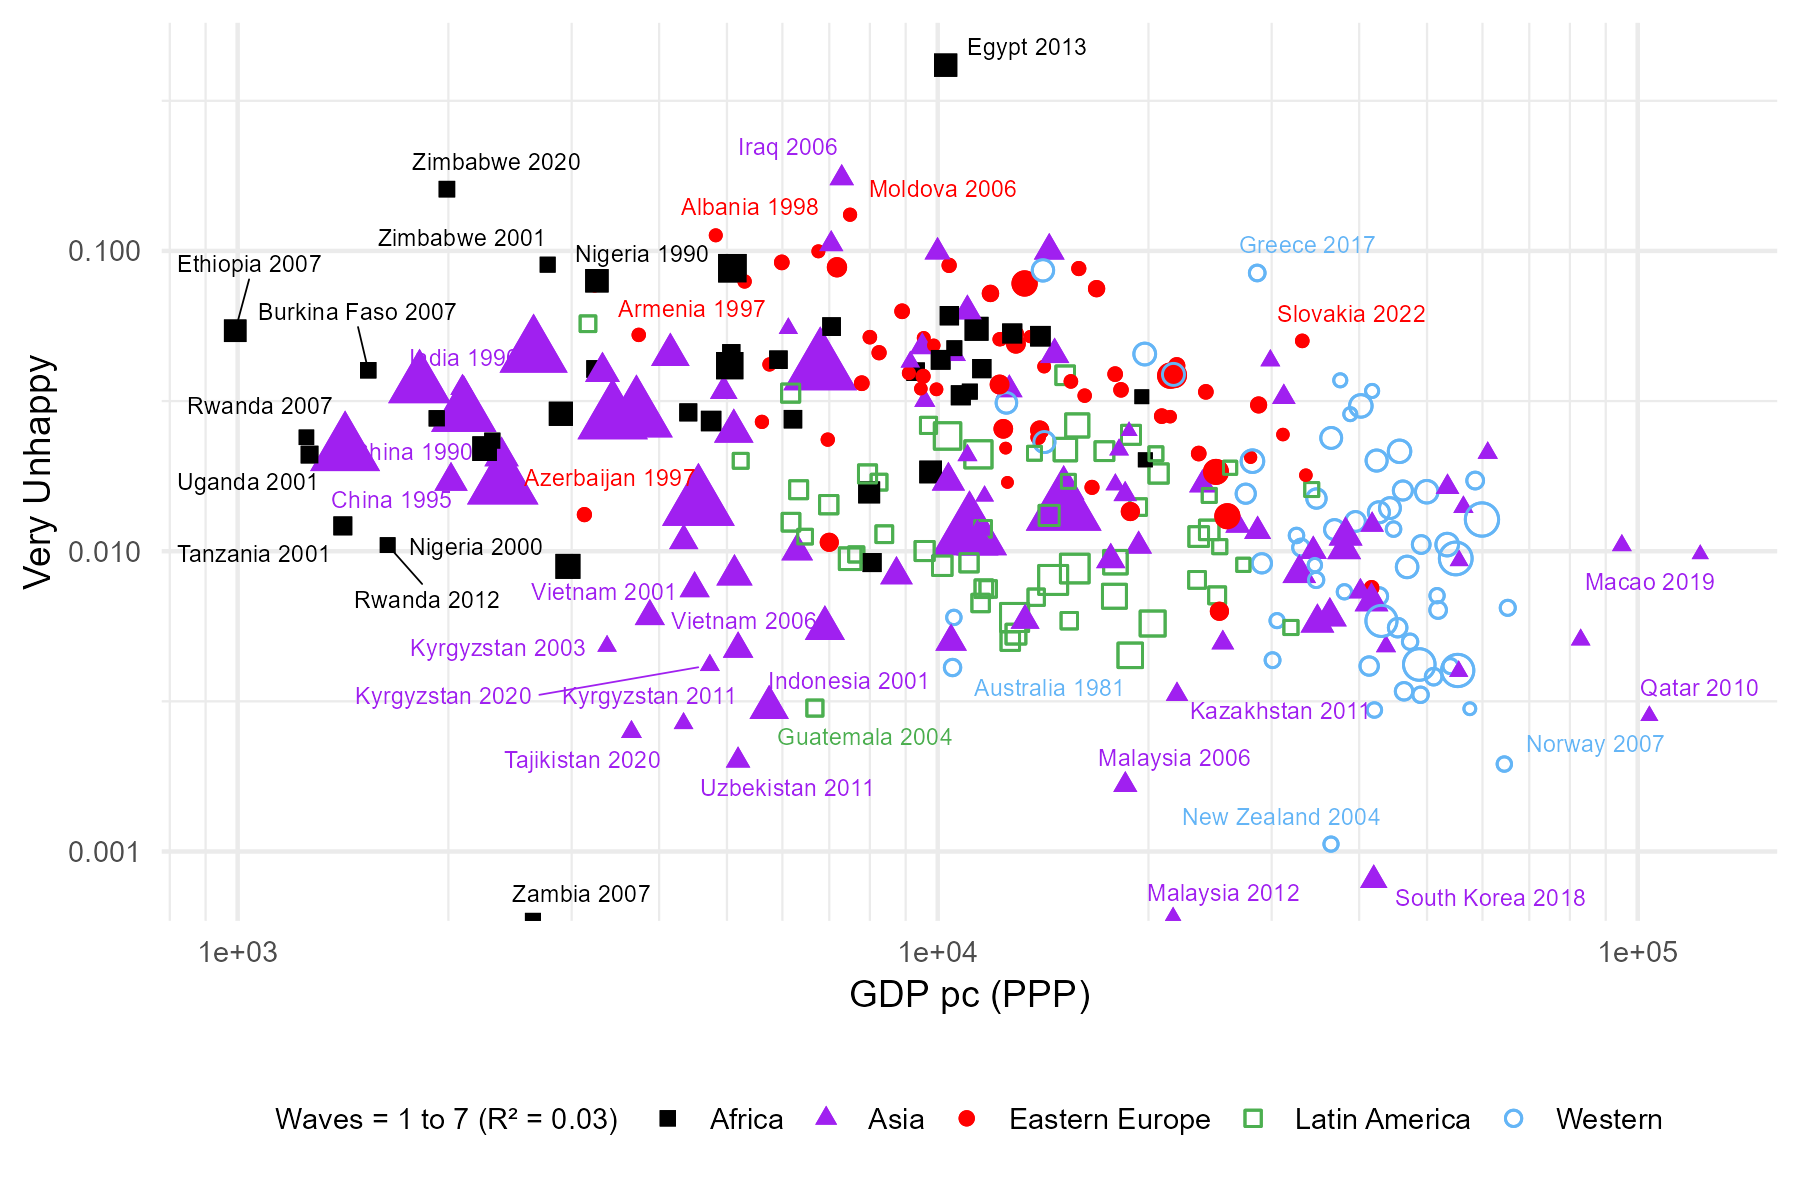 Egypt 2013
Iraq 2006
Zimbabwe 2020
Moldova 2006
Albania 1998
Zimbabwe 2001
Greece 2017
0.100
Nigeria 1990
Ethiopia 2007
Armenia 1997
Burkina Faso 2007
Slovakia 2022
India 1990
Rwanda 2007
China 1990
Azerbaijan 1997
Uganda 2001
China 1995
Very Unhappy
0.010
Nigeria 2000
Tanzania 2001
Macao 2019
Vietnam 2001
Rwanda 2012
Vietnam 2006
Kyrgyzstan 2003
Indonesia 2001
Australia 1981
Qatar 2010
Kyrgyzstan 2020
Kyrgyzstan 2011
Kazakhstan 2011
Guatemala 2004
Norway 2007
Tajikistan 2020
Malaysia 2006
Uzbekistan 2011
New Zealand 2004
0.001
Zambia 2007
Malaysia 2012
South Korea 2018
1e+03
1e+04
1e+05
GDP pc (PPP)
Waves = 1 to 7 (R² = 0.03)
Africa
Asia
Eastern Europe
Latin America
Western